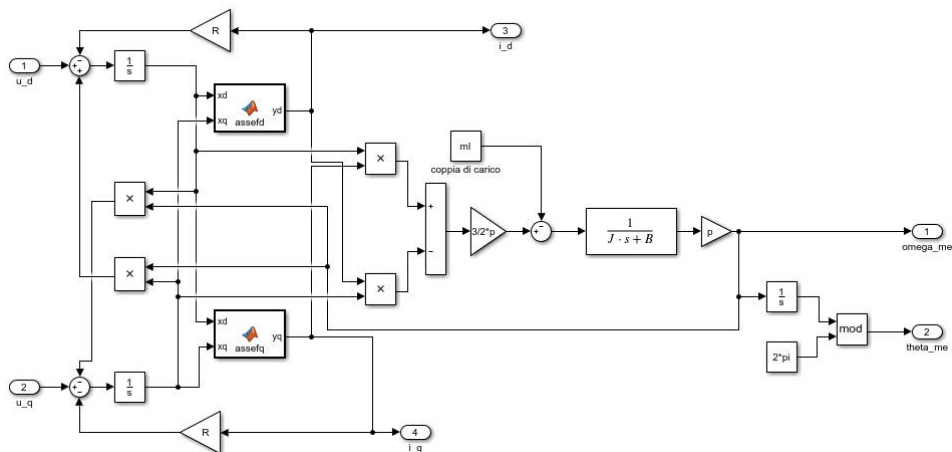 R
3
i_d
1
u_d
1
s
xd
xq
yd
assefd
ml
coppia di carico
×
×
3/2*p
1
J · s + B
p
1
omega_me
×
×
1
s
mod
2
theta_me
2*pi
xd
xq
yq
assefq
2
u_q
1
s
R
4
i_q